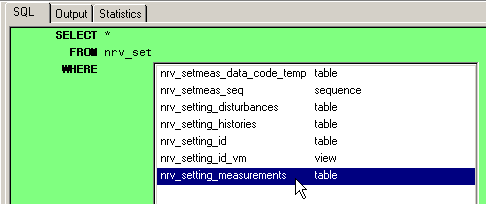 SQL Output Statistics
SELECT *
FROM nrv_set
WHERE
nrv_setmeas_data_code_temp table
nrv_setmeas_seq sequence
nrv_setting_disturbances table
nrv_setting_histories table
nrv_setting_id table
nrv_setting_id_vm view
nrv_setting_measurements table